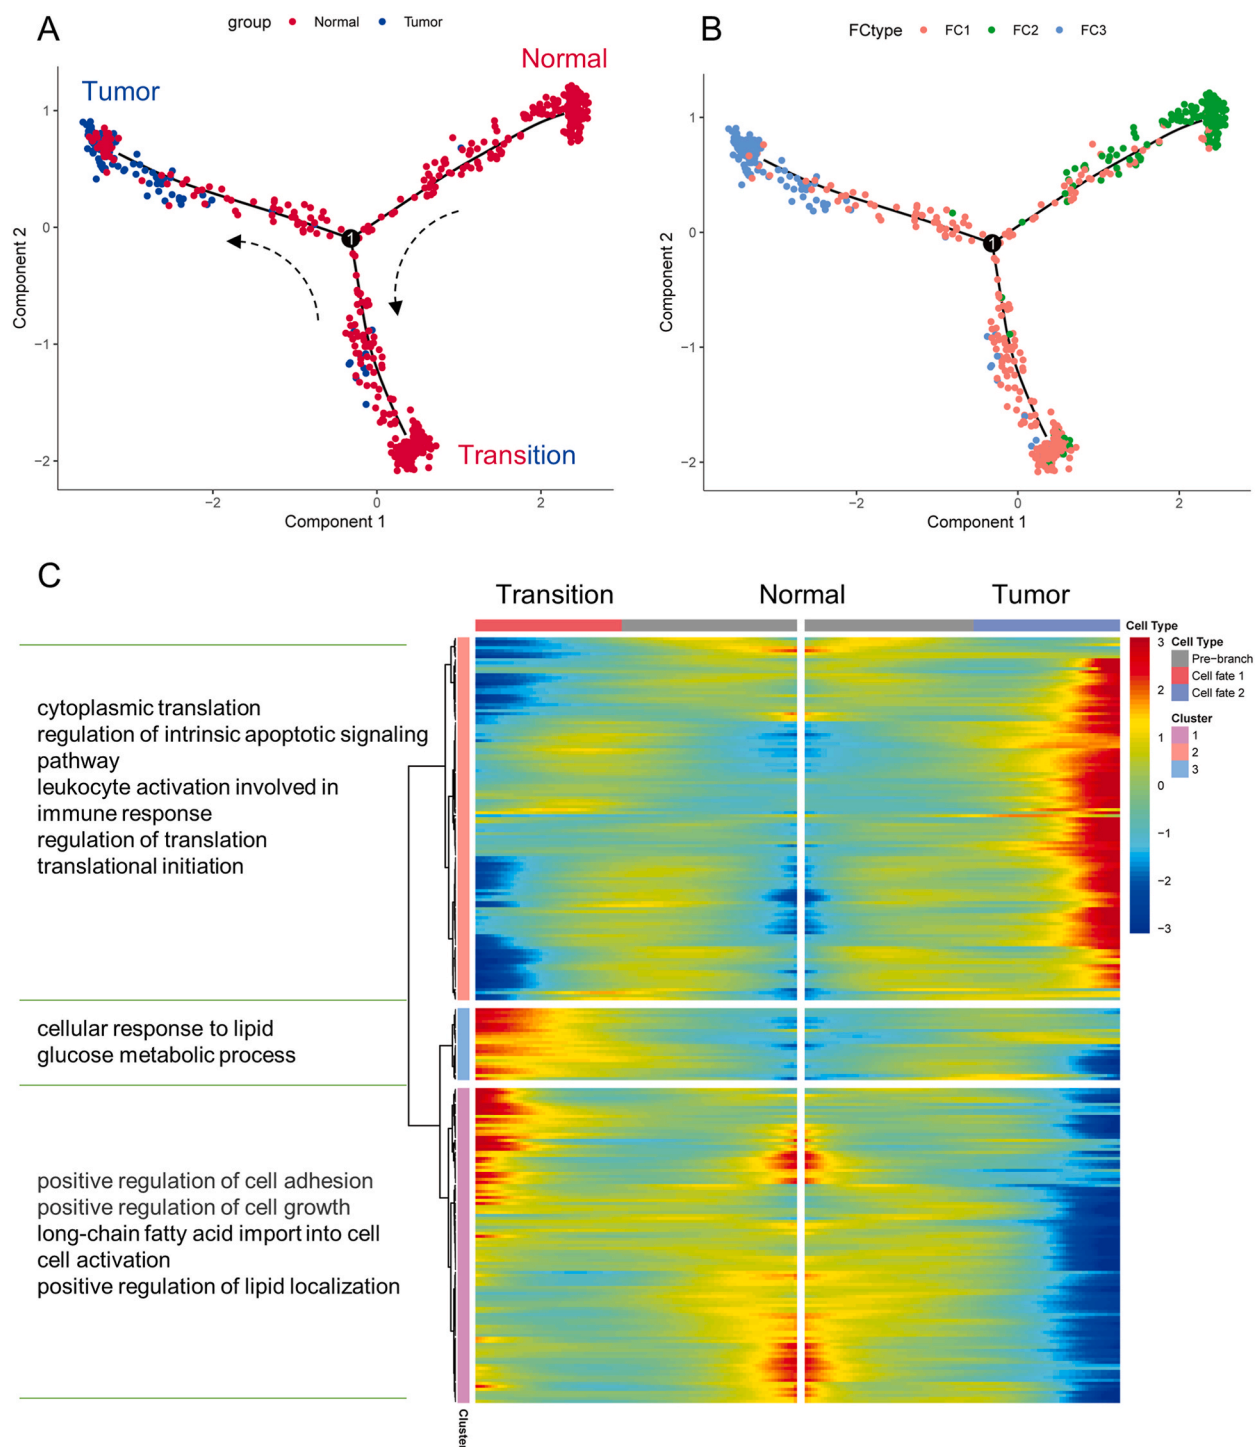 A
group Normal Tumor
Normal
Tumor
Component 2
1
0
−1
−2
1
Transition
−2 0 2
Component 1
B
FCtype FC1 FC2 FC3
Component 2
1
0
−1
−2
1
−2 0 2
Component 1
C
Transition Normal Tumor
cytoplasmic translation
regulation of intrinsic apoptotic signaling
pathway
leukocyte activation involved in
immune response
regulation of translation
translational initiation
cellular response to lipid
glucose metabolic process
positive regulation of cell adhesion
positive regulation of cell growth
long-chain fatty acid import into cell
cell activation
positive regulation of lipid localization
Cluster
Cell Type
3
2
1
0
−1
−2
−3
Cell Type
Pre−branch
Cell fate 1
Cell fate 2
Cluster
1
2
3